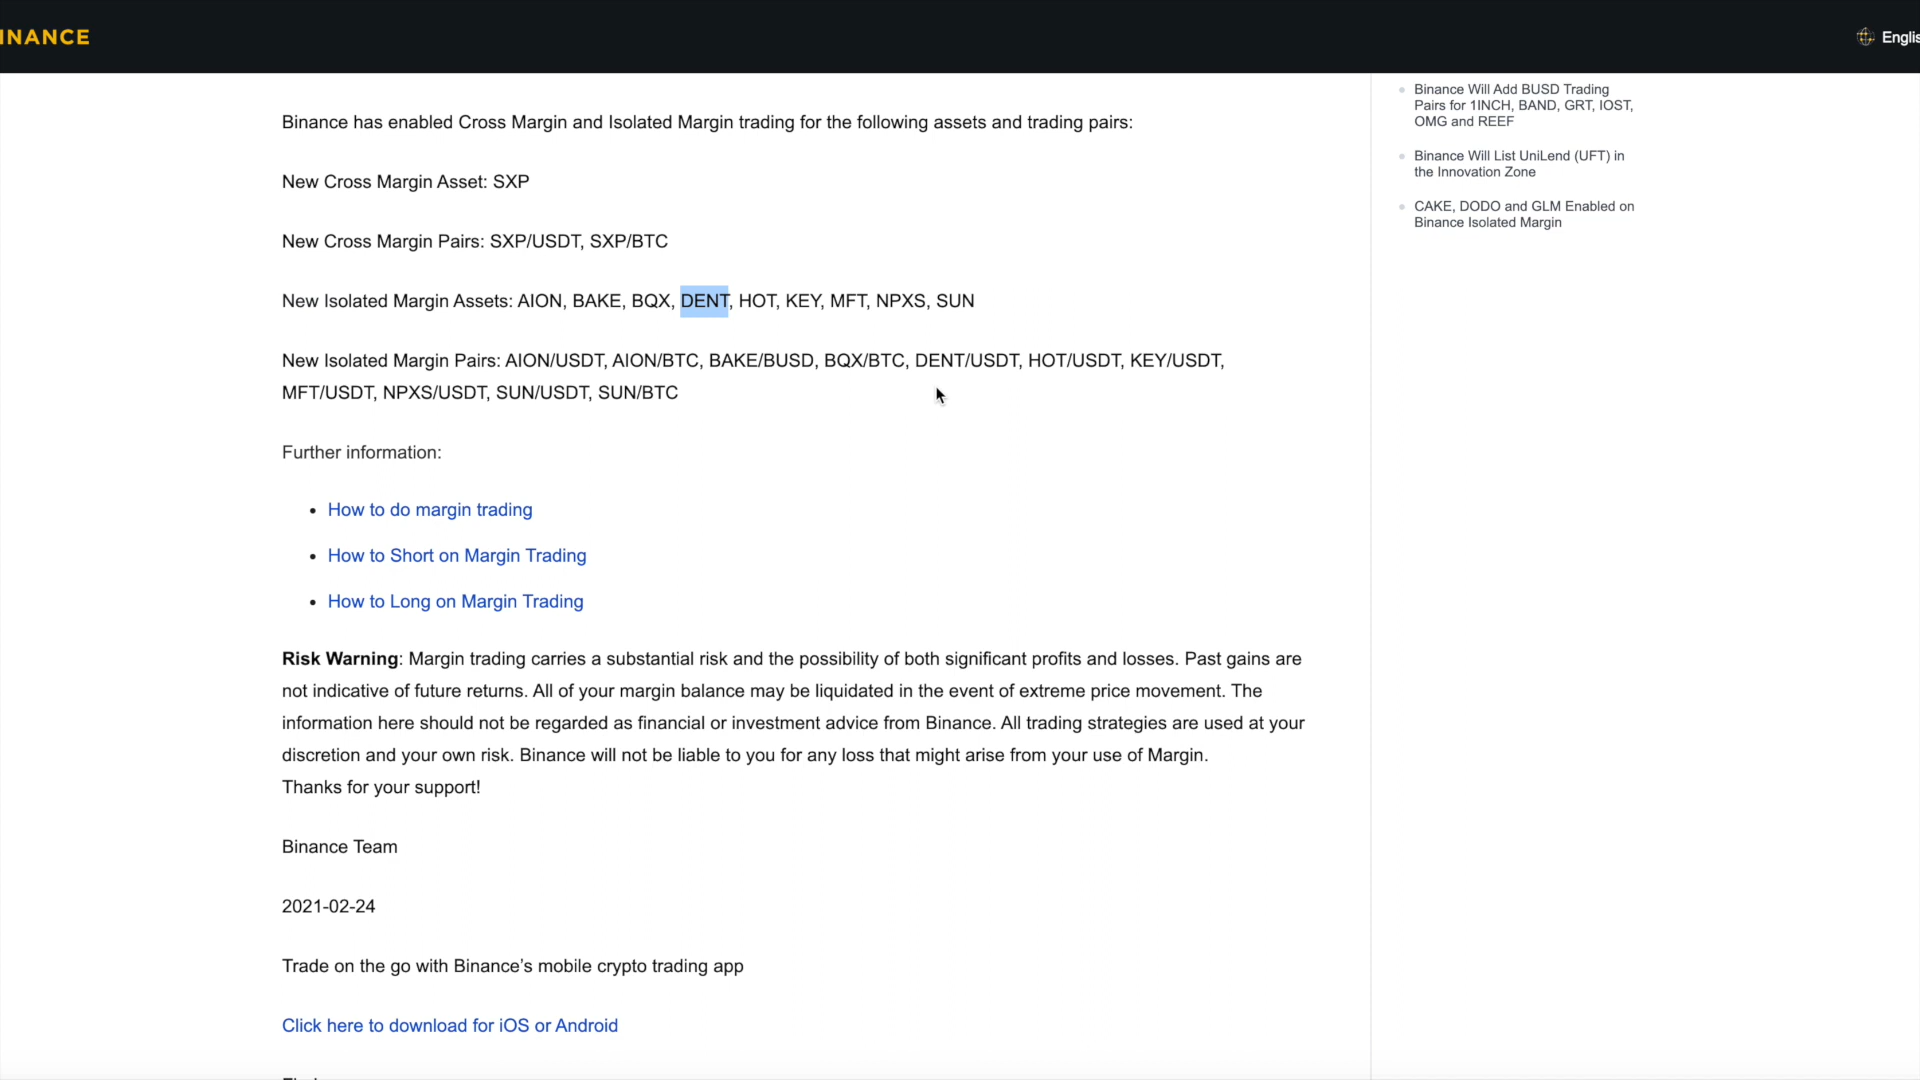 INANCE
Englis
Binance has enabled Cross Margin and Isolated Margin trading for the following assets and trading pairs:
New Cross Margin Asset: SXP
New Cross Margin Pairs: SXP/USDT, SXP/BTC
New Isolated Margin Assets: AION, BAKE, BQX, DENT, HOT, KEY, MFT, NPXS, SUN
New Isolated Margin Pairs: AION/USDT, AION/BTC, BAKE/BUSD, BQX/BTC, DENT/USDT, HOT/USDT, KEY/USDT,
MFT/USDT, NPXS/USDT, SUN/USDT, SUN/BTC
Further information:
How to do margin trading
How to Short on Margin Trading
How to Long on Margin Trading
Risk Warning: Margin trading carries a substantial risk and the possibility of both significant profits and losses. Past gains are
not indicative of future returns. All of your margin balance may be liquidated in the event of extreme price movement. The
information here should not be regarded as financial or investment advice from Binance. All trading strategies are used at your
discretion and your own risk. Binance will not be liable to you for any loss that might arise from your use of Margin.
Thanks for your support!
Binance Team
2021-02-24
Trade on the go with Binance’s mobile crypto trading app
Click here to download for iOS or Android
Binance Will Add BUSD Trading
Pairs for 1INCH, BAND, GRT, IOST,
OMG and REEF
Binance Will List UniLend (UFT) in
the Innovation Zone
CAKE, DODO and GLM Enabled on
Binance Isolated Margin